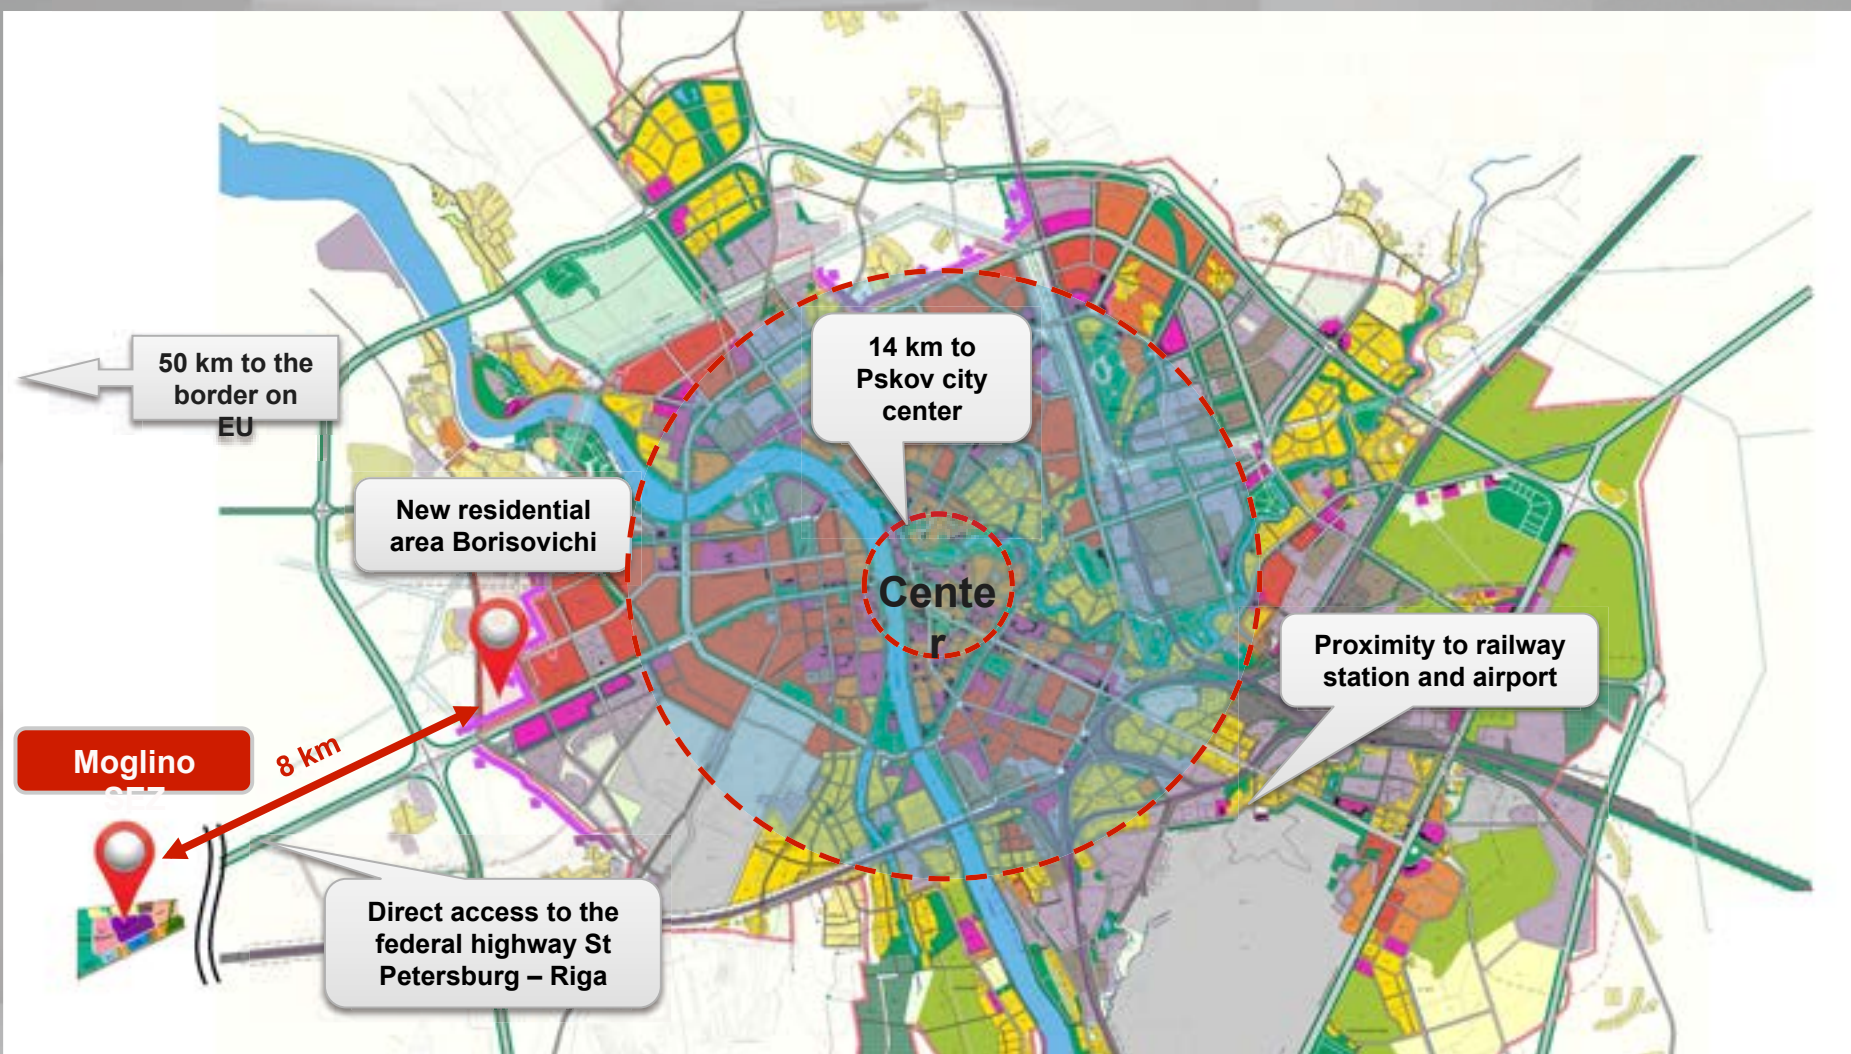 50 km to the
border on
EU
14 km to
Pskov city
center
New residential
area Borisovichi
Cente
r
Proximity to railway
station and airport
Moglino
SEZ
8 km
Direct access to the
federal highway St
Petersburg – Riga